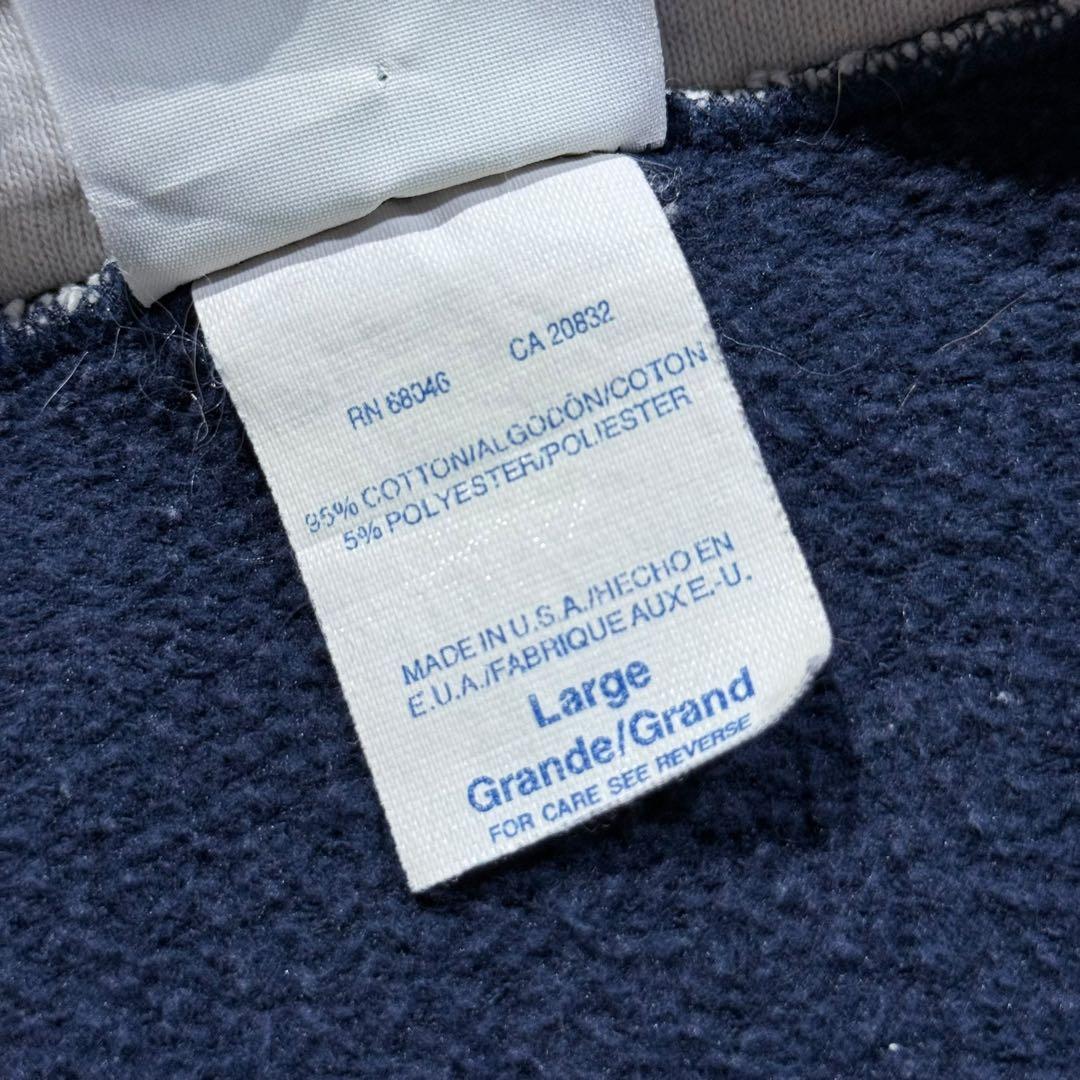 RN 68046 CA 20832
95% COTTON/ALGODÓN/COTON
5% POLYESTER/POLIESTER
MADE IN U.S.A./HECHO EN
E.U.A./FABRIQUE AUX E.-U.
Large
Grande/Grand
FOR CARE SEE REVERSE